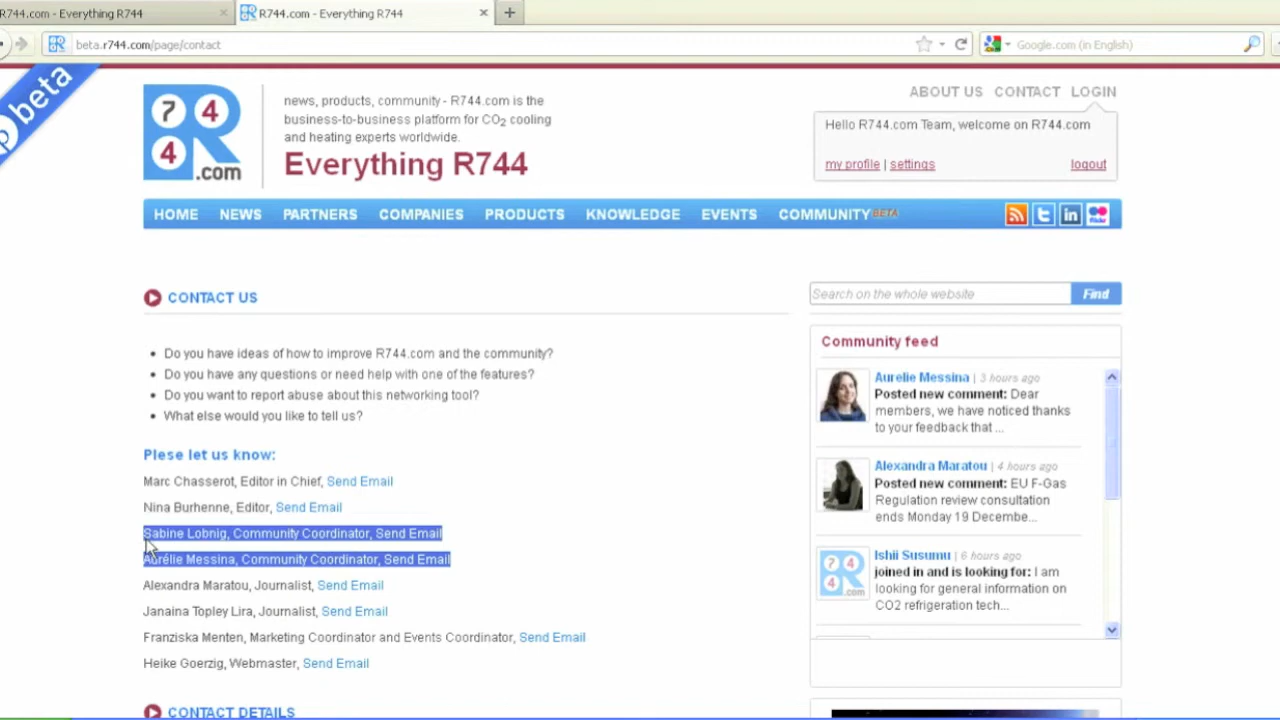 R744.com - Everything R744
R744.com - Everything R744
beta.r744.com/page/contact
Google.com (in English)
beta
7 4
4 .com
news, products, community - R744.com is the
business-to-business platform for CO2 cooling
and heating experts worldwide.
Everything R744
ABOUT US CONTACT LOGIN
Hello R744.com Team, welcome on R744.com
my profile | settings logout
HOME NEWS PARTNERS COMPANIES PRODUCTS KNOWLEDGE EVENTS COMMUNITY BETA
CONTACT US
Do you have ideas of how to improve R744.com and the community?
Do you have any questions or need help with one of the features?
Do you want to report abuse about this networking tool?
What else would you like to tell us?
Plese let us know:
Marc Chasserot, Editor in Chief, Send Email
Nina Burhenne, Editor, Send Email
Sabine Lobnig, Community Coordinator, Send Email
Aurélie Messina, Community Coordinator, Send Email
Alexandra Maratou, Journalist, Send Email
Janaina Topley Lira, Journalist, Send Email
Franziska Menten, Marketing Coordinator and Events Coordinator, Send Email
Heike Goerzig, Webmaster, Send Email
CONTACT DETAILS
Search on the whole website Find
Community feed
Aurelie Messina | 3 hours ago
Posted new comment: Dear
members, we have noticed thanks
to your feedback that ...
Alexandra Maratou | 4 hours ago
Posted new comment: EU F-Gas
Regulation review consultation
ends Monday 19 Decembe...
Ishii Susumu | 6 hours ago
joined in and is looking for: I am
looking for general information on
CO2 refrigeration tech...